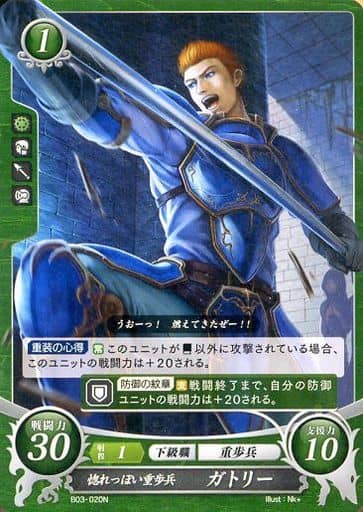 1
うおーっ！ 燃えてきたぜー!!
重装の心得 常 このユニットが 以外に攻撃されている場合、
このユニットの戦闘力は+20される。
防御の紋章 支 戦闘終了まで、自分の防御
ユニットの戦闘力は+20される。
戦闘力
30
射程 1 下級職 重歩兵
支援力
10
惚れっぽい重歩兵 ガトリー
B03-020N
Illust：Nk+